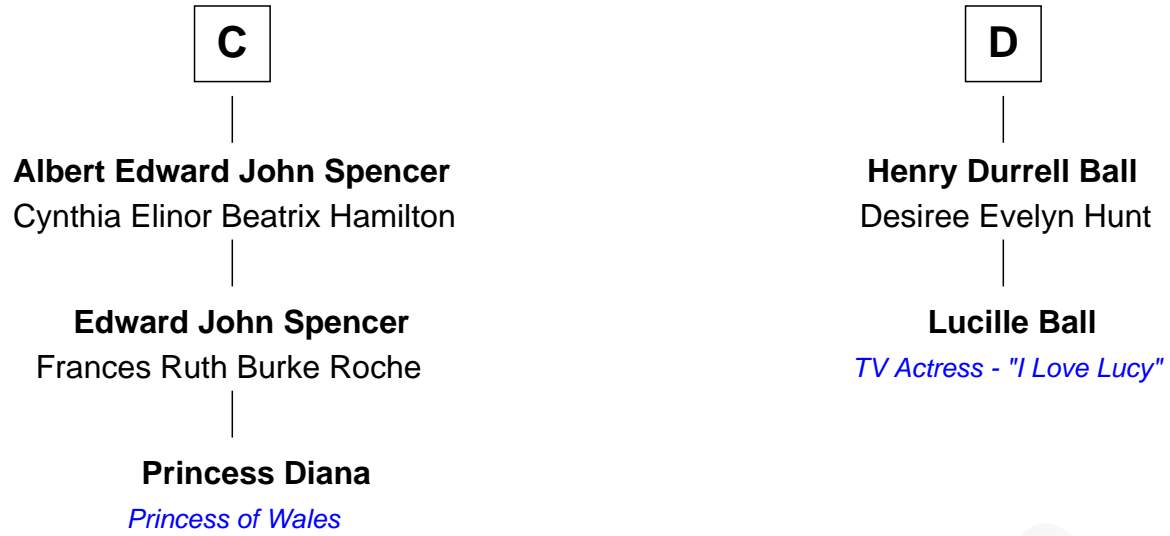 C
Albert Edward John Spencer
Cynthia Elinor Beatrix Hamilton
Edward John Spencer
Frances Ruth Burke Roche
Princess Diana
Princess of Wales
D
Henry Durrell Ball
Desiree Evelyn Hunt
Lucille Ball
TV Actress - "I Love Lucy"